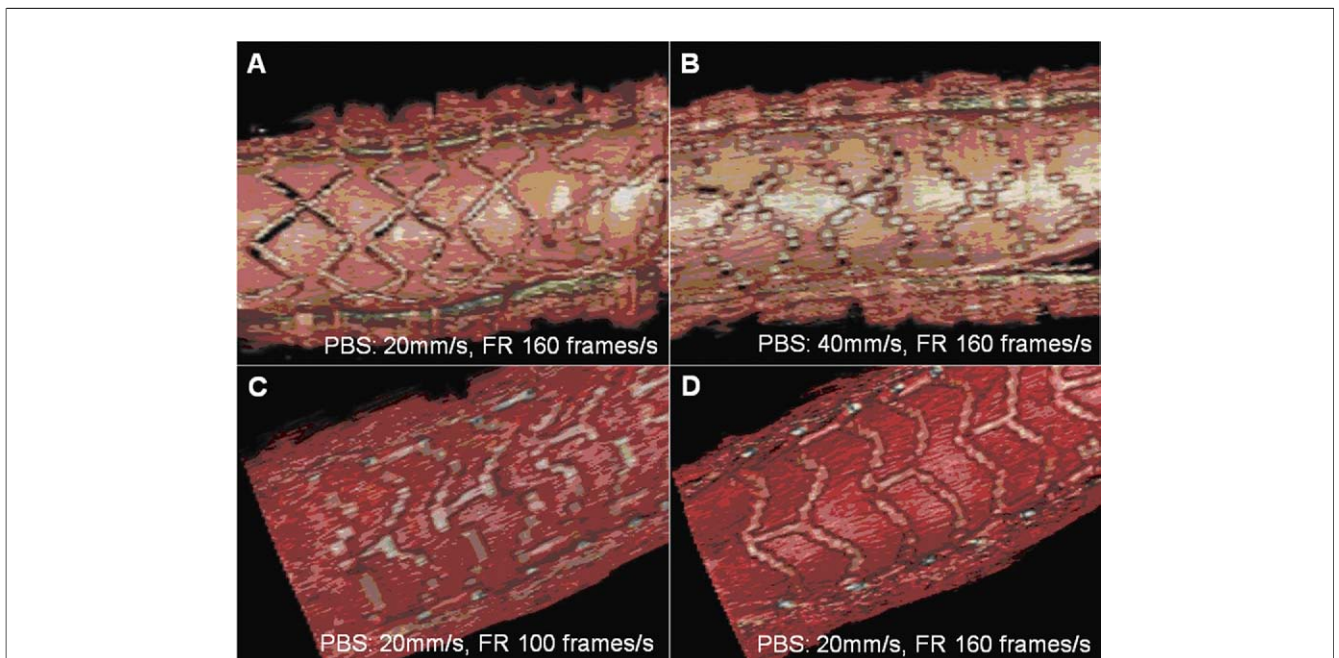 A
B
PBS: 20mm/s, FR 160 frames/s
PBS: 40mm/s, FR 160 frames/s
C
D
PBS: 20mm/s, FR 100 frames/s
PBS: 20mm/s, FR 160 frames/s